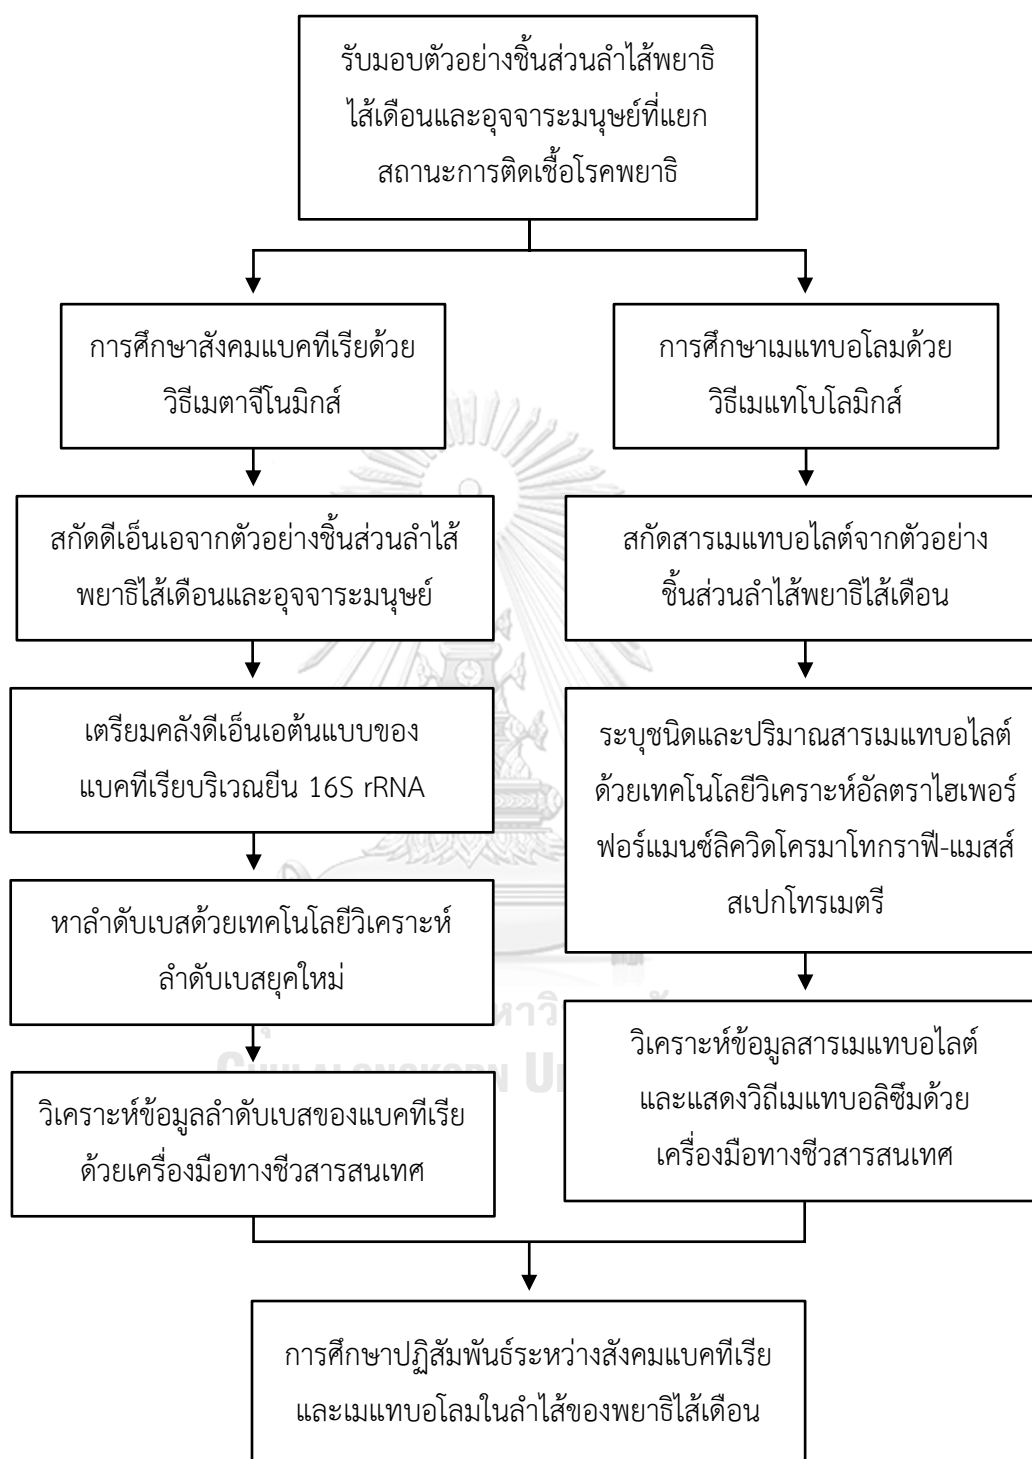 รับมอบตัวอย่างชิ้นส่วนลำไส้พยาธิ
ไส้เดือนและอุจจาระมนุษย์ที่แยก
สถานะการติดเชื้อโรคพยาธิ
การศึกษาสังคมแบคทีเรียด้วย
วิธีเมตาจีโนมิกส์
การศึกษาเมแทบอโลมด้วย
วิธีเมแทโบโลมิกส์
สกัดดีเอ็นเอจากตัวอย่างชิ้นส่วนลำไส้
พยาธิไส้เดือนและอุจจาระมนุษย์
สกัดสารเมแทบอไลต์จากตัวอย่าง
ชิ้นส่วนลำไส้พยาธิไส้เดือน
เตรียมคลังดีเอ็นเอต้นแบบของ
แบคทีเรียบริเวณยีน 16S rRNA
ระบุชนิดและปริมาณสารเมแทบอไลต์
ด้วยเทคโนโลยีวิเคราะห์อัลตราไฮเพอร์
ฟอร์แมนซ์ลิควิดโครมาโทกราฟี-แมสส์
สเปกโทรเมตรี
หาลำดับเบสด้วยเทคโนโลยีวิเคราะห์
ลำดับเบสยุคใหม่
วิเคราะห์ข้อมูลสารเมแทบอไลต์
และแสดงวิถีเมแทบอลิซึมด้วย
เครื่องมือทางชีวสารสนเทศ
วิเคราะห์ข้อมูลลำดับเบสของแบคทีเรีย
ด้วยเครื่องมือทางชีวสารสนเทศ
การศึกษาปฏิสัมพันธ์ระหว่างสังคมแบคทีเรีย
และเมแทบอโลมในลำไส้ของพยาธิไส้เดือน